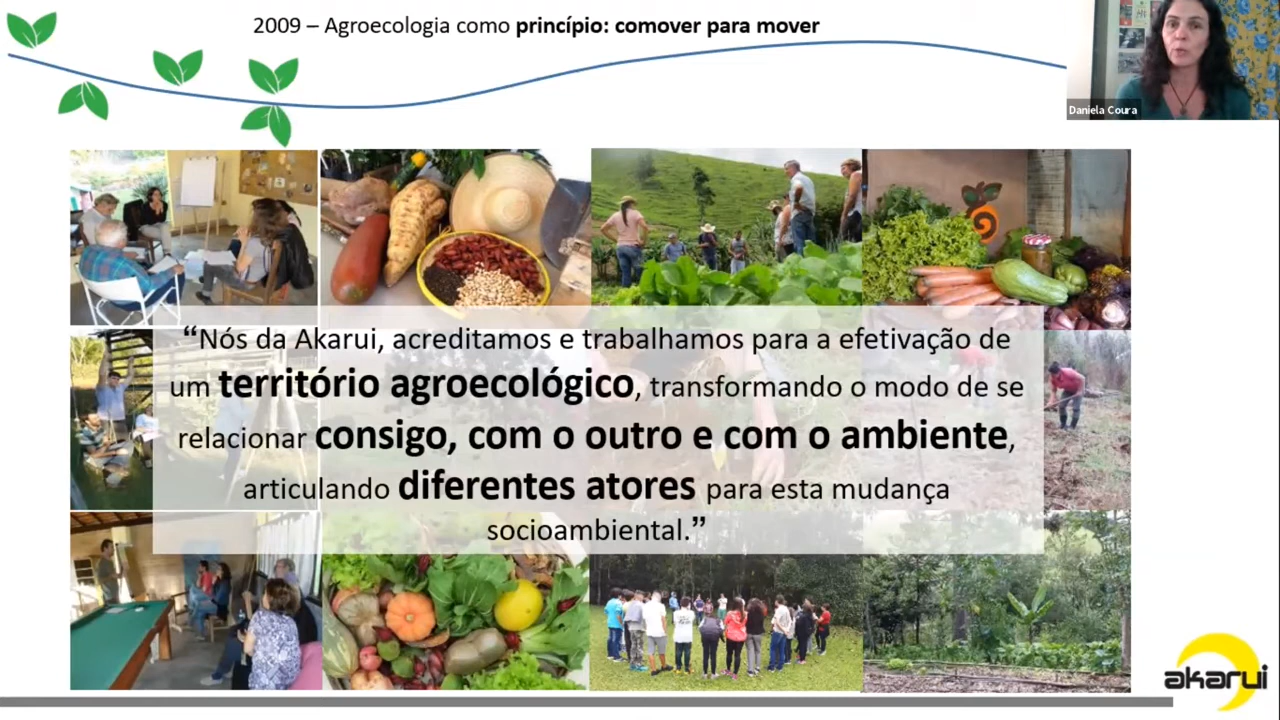 2009 – Agroecologia como princípio: comover para mover
Daniela Coura
“Nós da Akarui, acreditamos e trabalhamos para a efetivação de
um território agroecológico, transformando o modo de se
relacionar consigo, com o outro e com o ambiente,
articulando diferentes atores para esta mudança
socioambiental.”
akarui